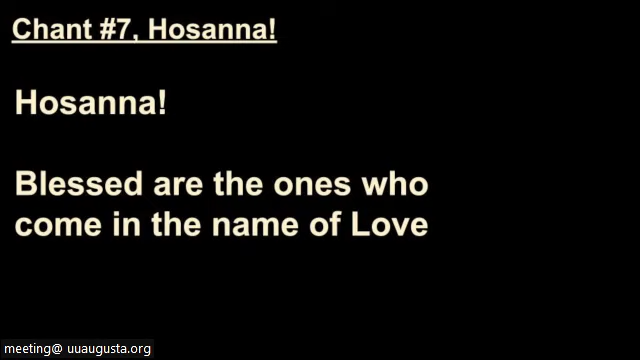 Chant #7, Hosanna!
Hosanna!
Blessed are the ones who
come in the name of Love
meeting@ uuaugusta.org